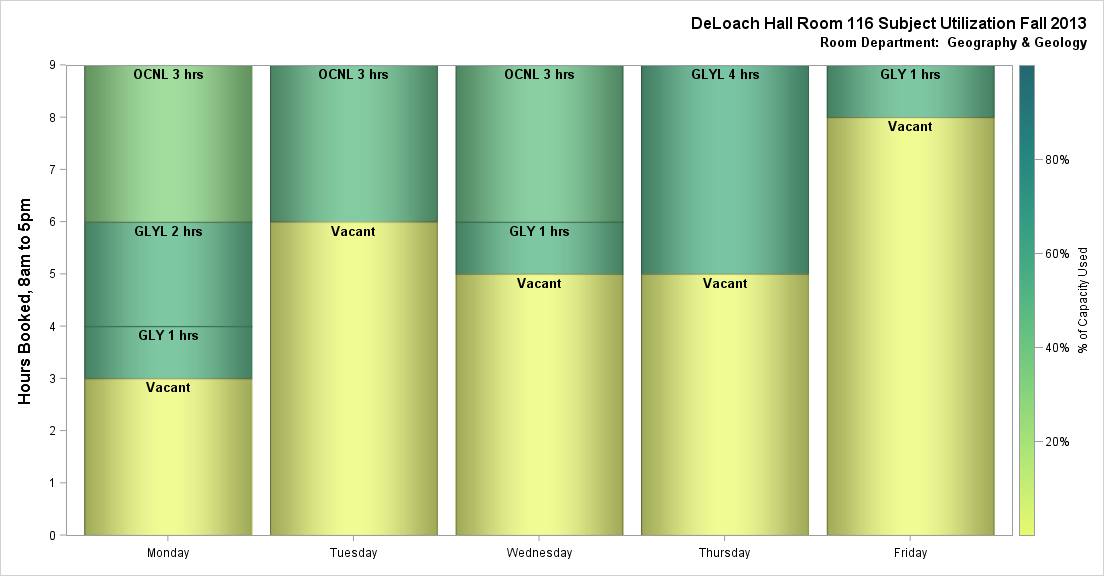 DeLoach Hall Room 116 Subject Utilization Fall 2013
Room Department: Geography & Geology
Hours Booked, 8am to 5pm
9
8
7
6
5
4
3
2
1
0
OCNL 3 hrs
GLYL 2 hrs
GLY 1 hrs
Vacant
OCNL 3 hrs
Vacant
OCNL 3 hrs
GLY 1 hrs
Vacant
GLYL 4 hrs
Vacant
GLY 1 hrs
Vacant
Monday
Tuesday
Wednesday
Thursday
Friday
80%
60%
40%
20%
% of Capacity Used